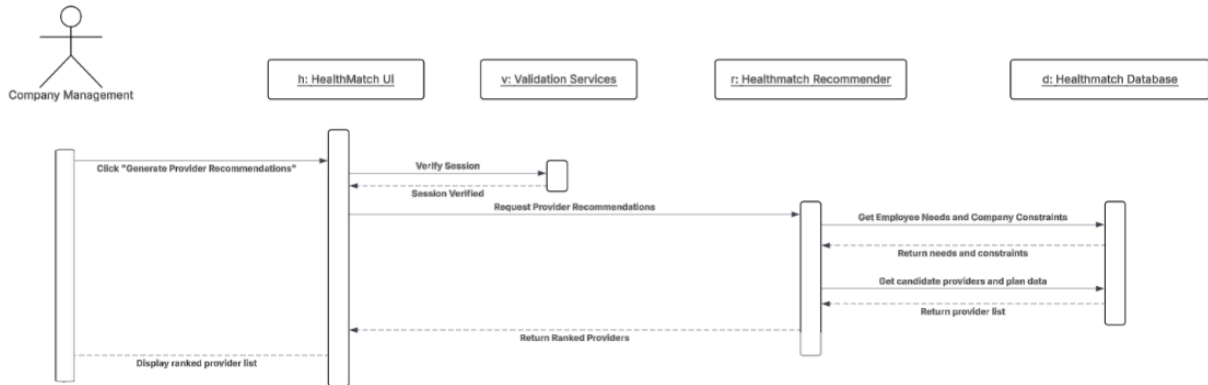 Company Management
h: HealthMatch UI
v: Validation Services
r: Healthmatch Recommender
d: Healthmatch Database
Click "Generate Provider Recommendations"
Verify Session
Session Verified
Request Provider Recommendations
Get Employee Needs and Company Constraints
Return needs and constraints
Get candidate providers and plan data
Return provider list
Return Ranked Providers
Display ranked provider list